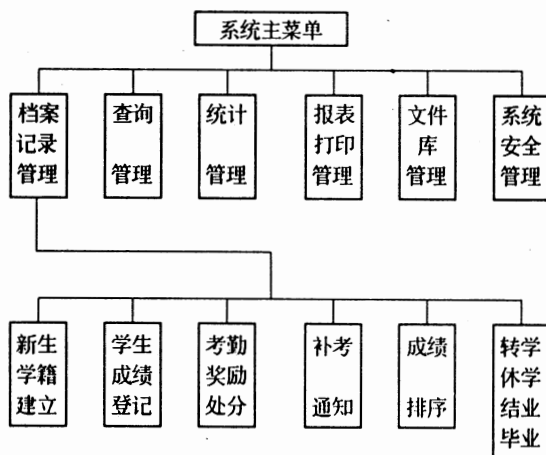 系统主菜单
档案
记录
管理
查询
管理
统计
管理
报表
打印
管理
文件
库
管理
系统
安全
管理
新生
学籍
建立
学生
成绩
登记
考勤
奖励
处分
补考
通知
成绩
排序
转学
休学
结业
毕业